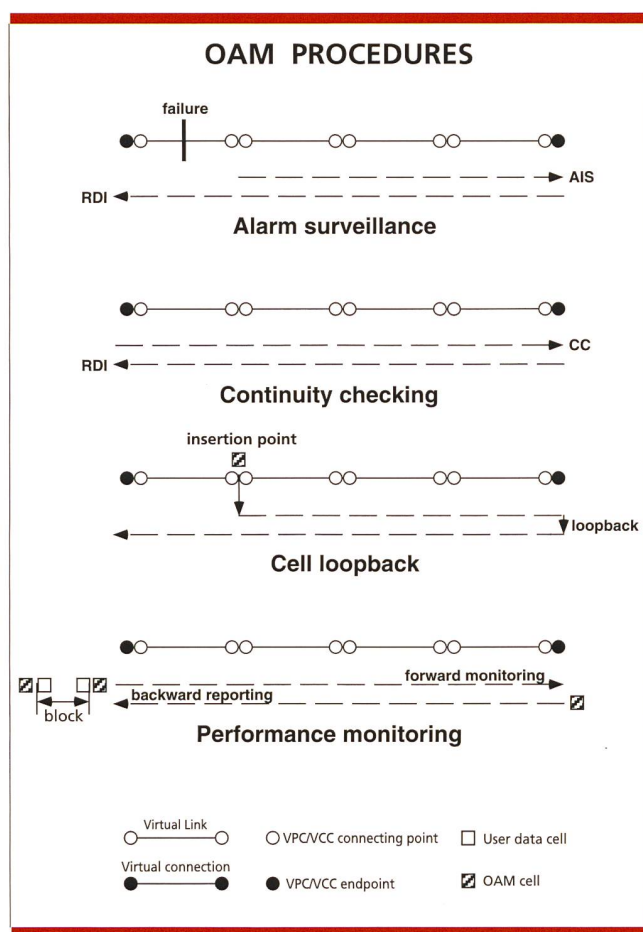 OAM PROCEDURES
failure
AIS
RDI
Alarm surveillance
CC
RDI
Continuity checking
insertion point
loopback
Cell loopback
forward monitoring
backward reporting
block
Performance monitoring
Virtual Link
VPC/VCC connecting point
User data cell
Virtual connection
VPC/VCC endpoint
OAM cell